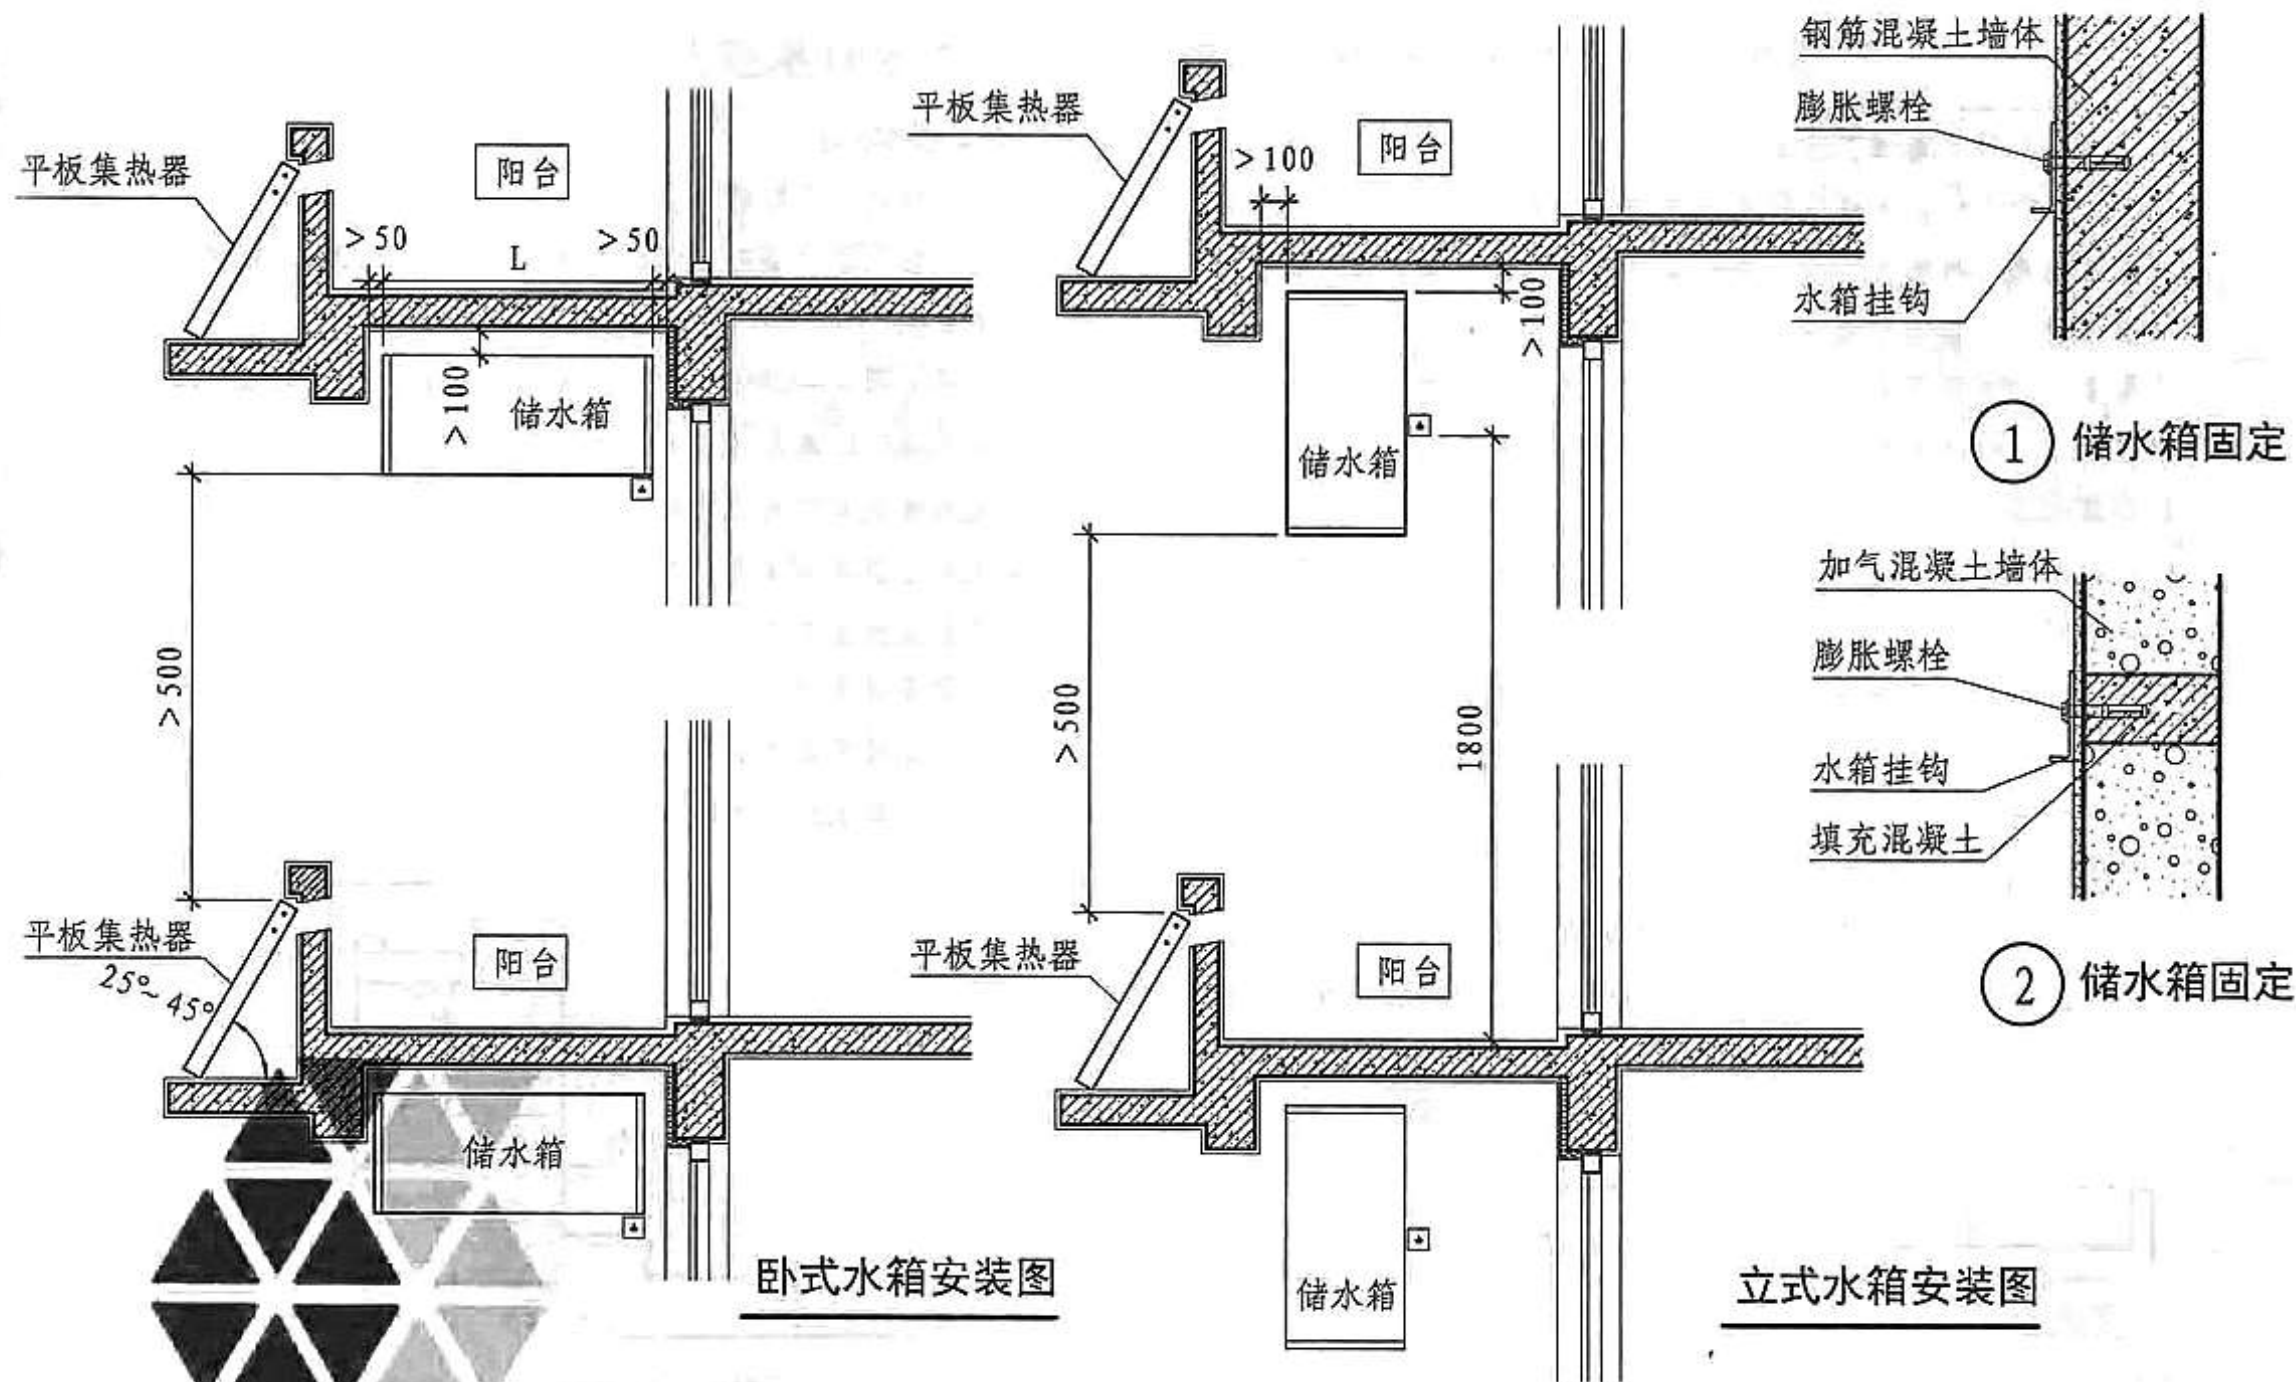 平板集热器
阳台
>50
L
>50
>100
储水箱
>500
平板集热器
25°~45°
阳台
储水箱
卧式水箱安装图
平板集热器
>100
阳台
>100
储水箱
>500
1800
平板集热器
阳台
储水箱
立式水箱安装图
钢筋混凝土墙体
膨胀螺栓
水箱挂钩
1 储水箱固定
加气混凝土墙体
膨胀螺栓
水箱挂钩
填充混凝土
2 储水箱固定